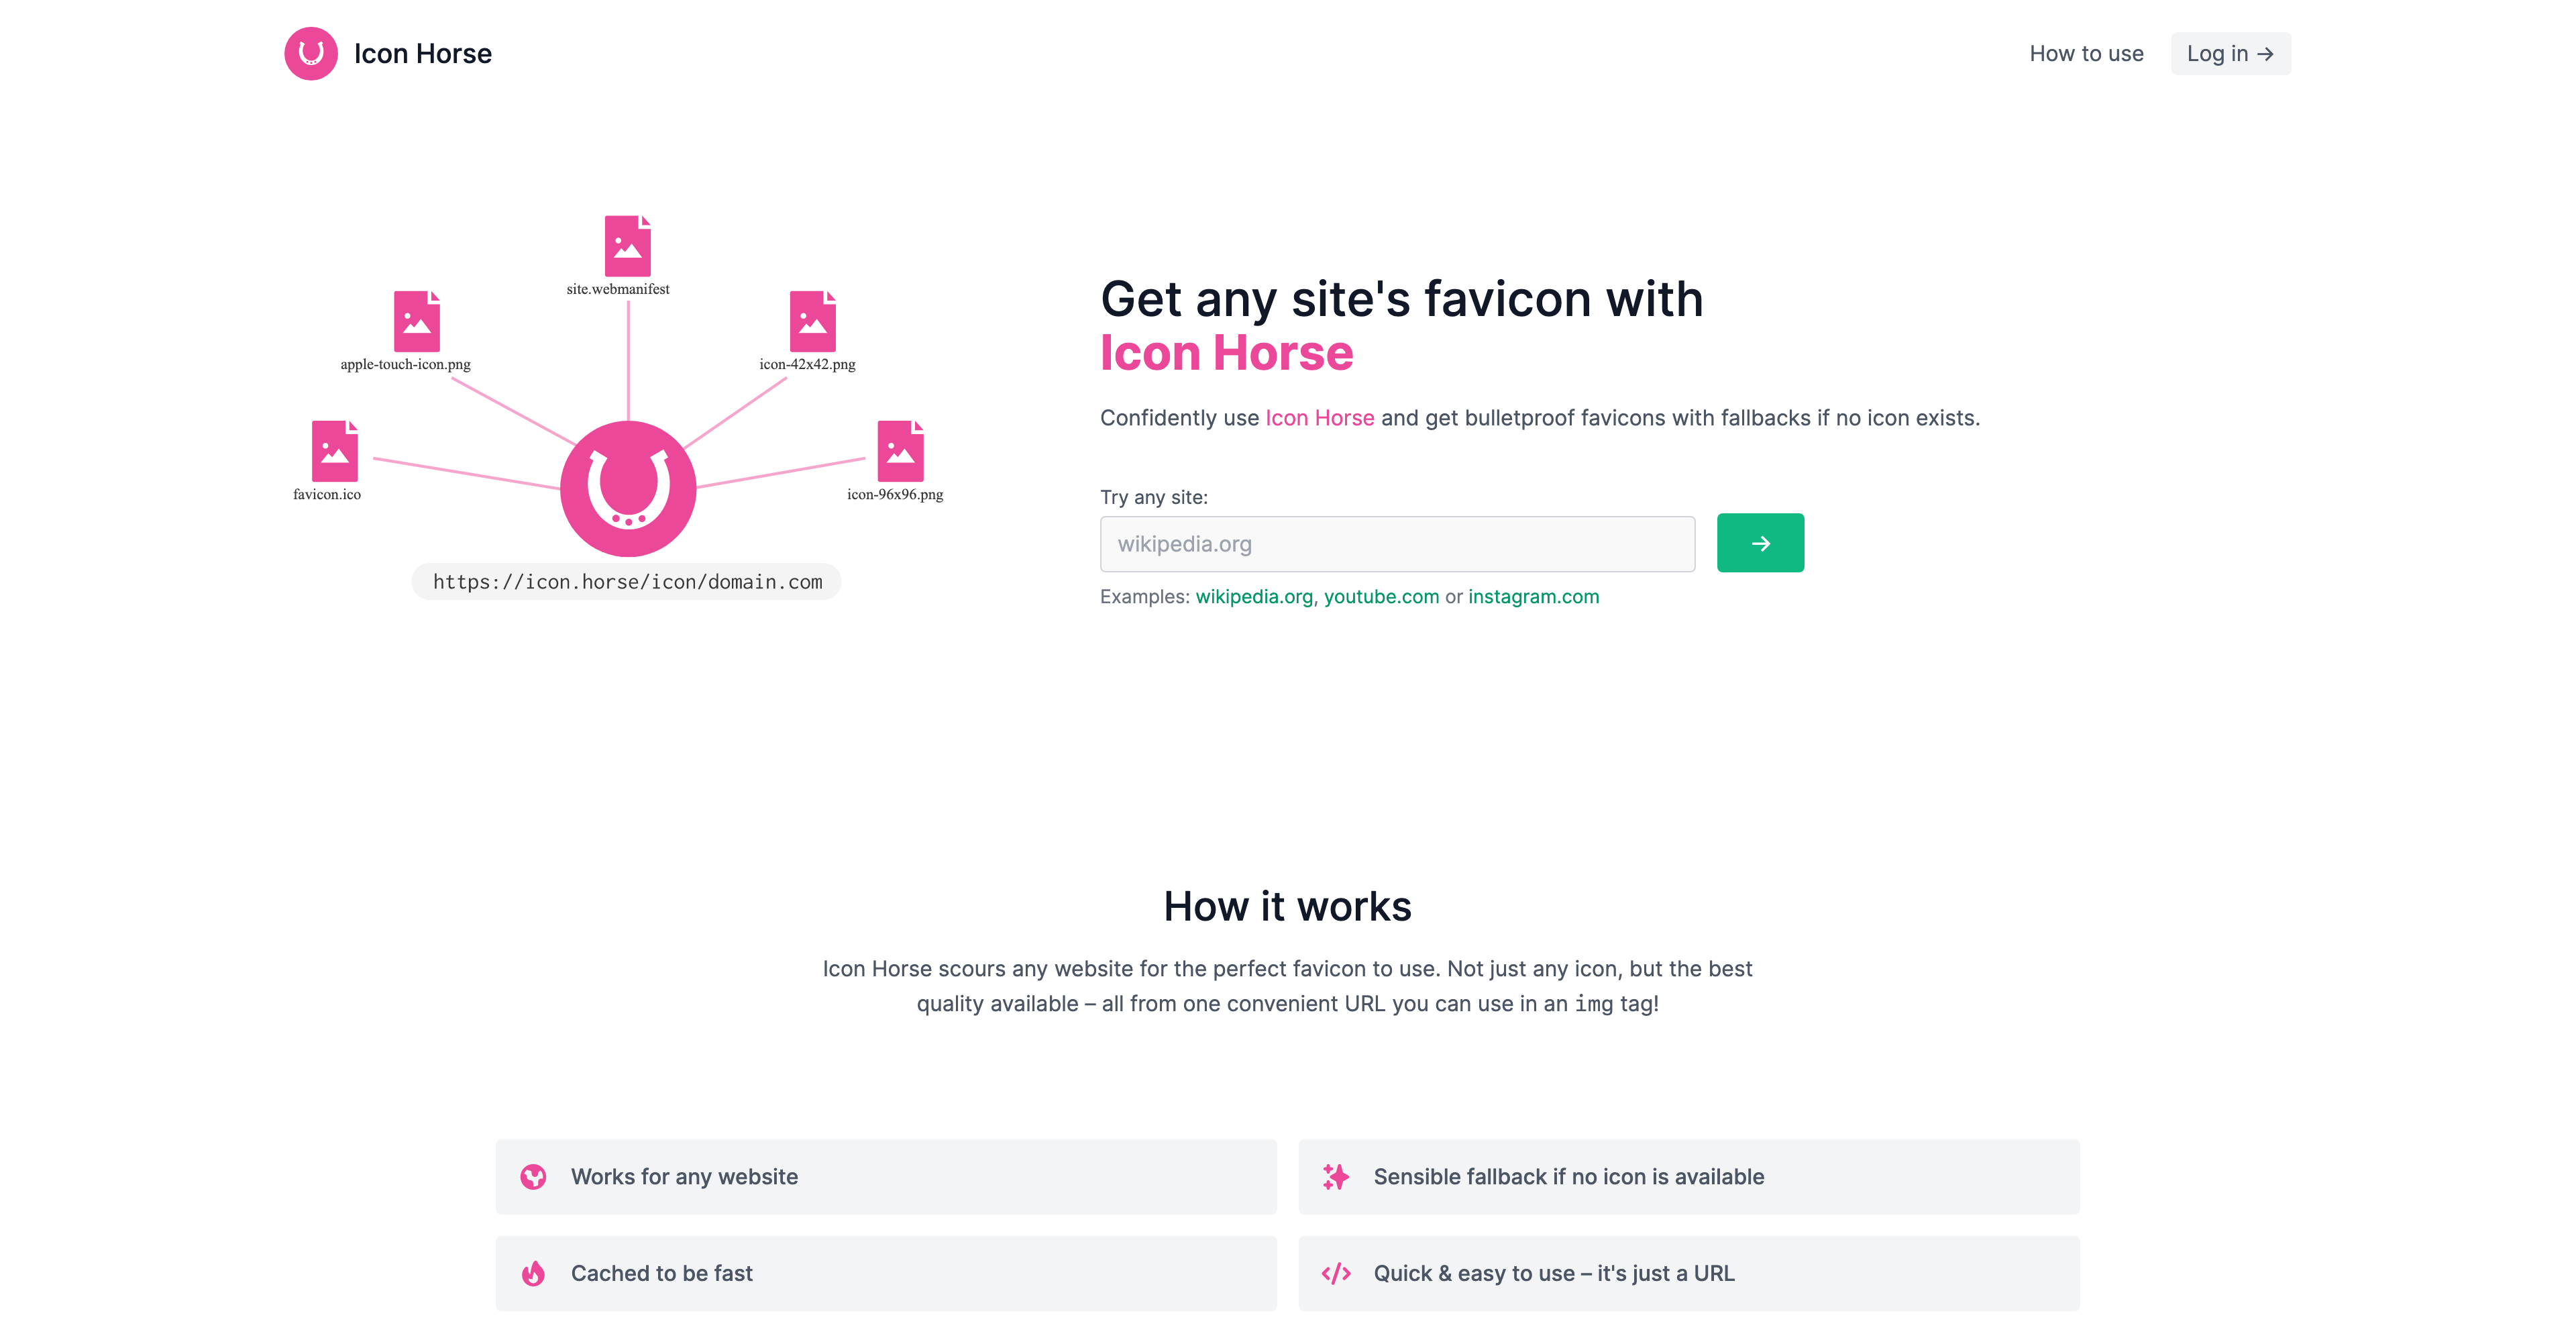 Icon Horse
How to use
Log in →
site.webmanifest
apple-touch-icon.png
icon-42x42.png
favicon.ico
icon-96x96.png
https://icon.horse/icon/domain.com
Get any site's favicon with
Icon Horse
Confidently use Icon Horse and get bulletproof favicons with fallbacks if no icon exists.
Try any site:
wikipedia.org
Examples: wikipedia.org, youtube.com or instagram.com
How it works
Icon Horse scours any website for the perfect favicon to use. Not just any icon, but the best
quality available – all from one convenient URL you can use in an img tag!
Works for any website
Sensible fallback if no icon is available
Cached to be fast
Quick & easy to use – it's just a URL